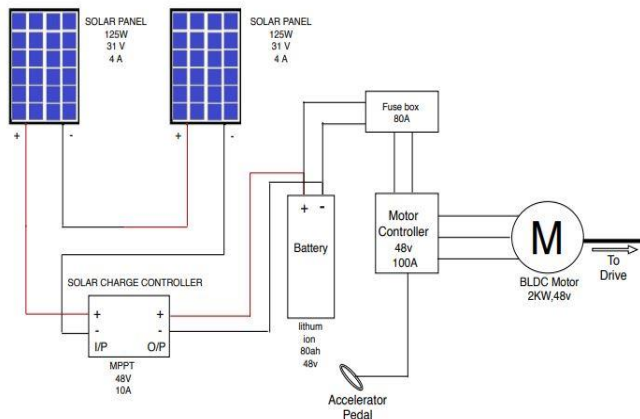 SOLAR PANEL
125W
31 V
4 A
SOLAR PANEL
125W
31 V
4 A
+ -
+ -
Fuse box
80A
+ -
Battery
lithum
ion
80ah
48v
Motor
Controller
48v
100A
M
BLDC Motor
2KW,48v
To
Drive
SOLAR CHARGE CONTROLLER
+ +
- -
I/P O/P
MPPT
48V
10A
Accelerator
Pedal